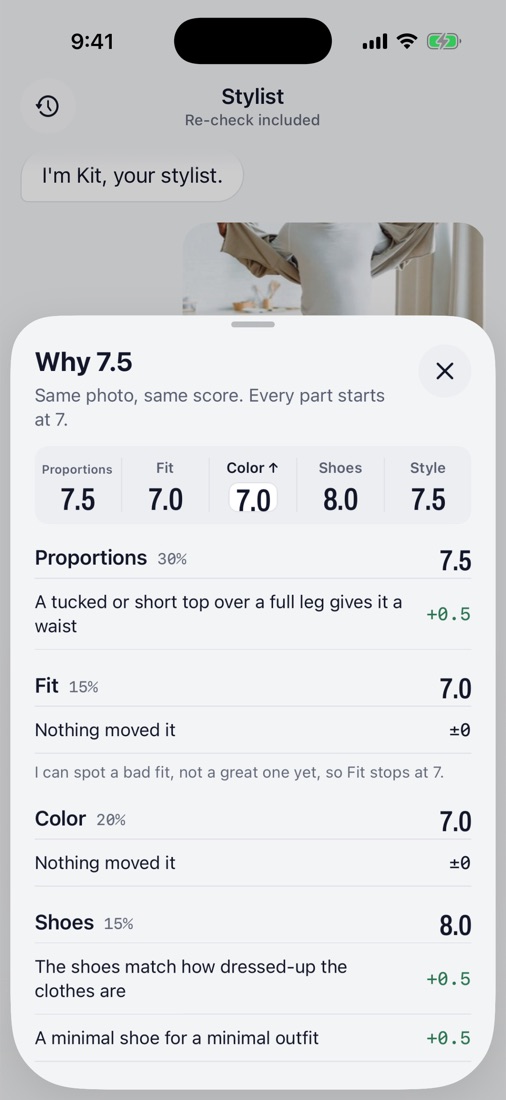 9:41
Stylist
Re-check included
I'm Kit, your stylist.
Why 7.5
Same photo, same score. Every part starts
at 7.
Proportions Fit Color ↑ Shoes Style
7.5 7.0 7.0 8.0 7.5
Proportions 30% 7.5
A tucked or short top over a full leg gives it a
waist +0.5
Fit 15% 7.0
Nothing moved it ±0
I can spot a bad fit, not a great one yet, so Fit stops at 7.
Color 20% 7.0
Nothing moved it ±0
Shoes 15% 8.0
The shoes match how dressed-up the
clothes are +0.5
A minimal shoe for a minimal outfit +0.5